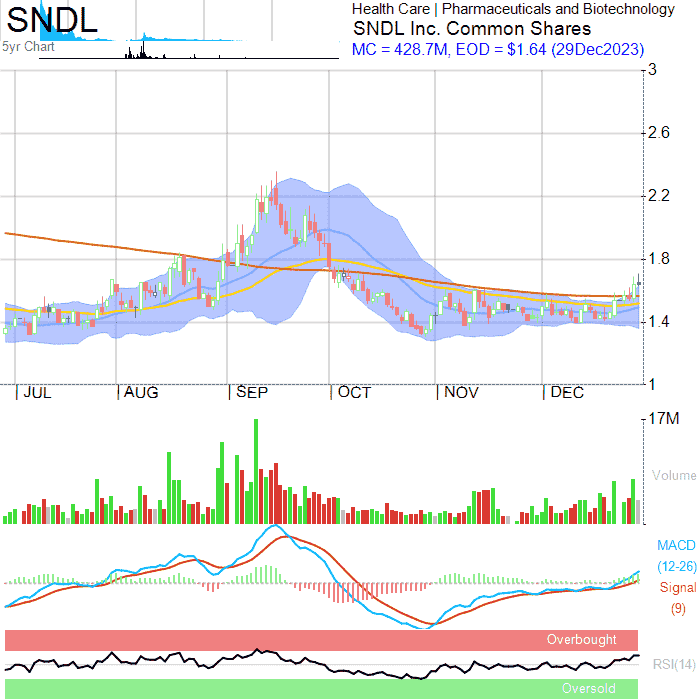 SNDL
Health Care | Pharmaceuticals and Biotechnology
SNDL Inc. Common Shares
5yr Chart
MC = 428.7M, EOD = $1.64 (29Dec2023)
3
2.6
2.2
1.8
1.4
1
JUL AUG SEP OCT NOV DEC
17M
Volume
MACD
(12-26)
Signal
(9)
Overbought
RSI(14)
Oversold